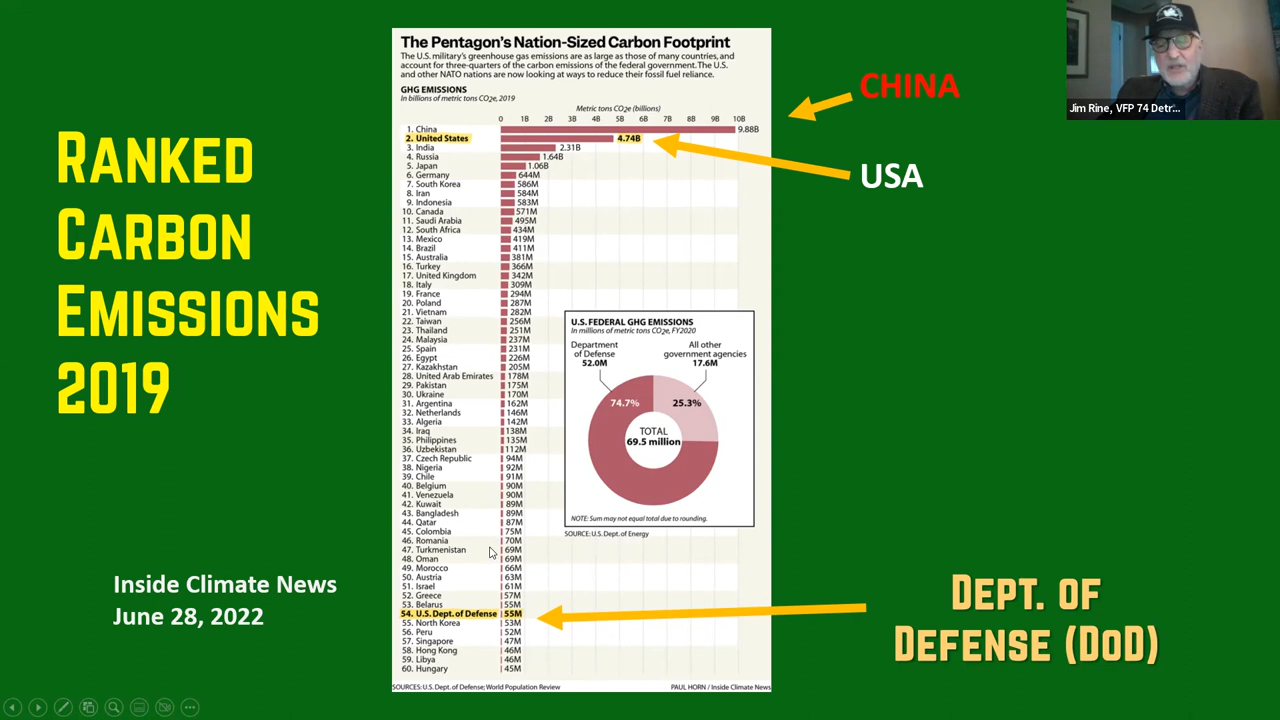 RANKED
CARBON
EMISSIONS
2019
Inside Climate News
June 28, 2022
The Pentagon's Nation-Sized Carbon Footprint
The U.S. military's greenhouse gas emissions are as large as those of many countries, and
account for three-quarters of the carbon emissions of the federal government. The U.S.
and other NATO nations are now looking at ways to reduce their fossil fuel reliance.
GHG EMISSIONS
In billions of metric tons CO2e, 2019
Metric tons CO2e (billions)
0 1B 2B 3B 4B 5B 6B 7B 8B 9B 10B
1. China 9.88B
2. United States 4.74B
3. India 2.31B
4. Russia 1.64B
5. Japan 1.06B
6. Germany 644M
7. South Korea 586M
8. Iran 584M
9. Indonesia 583M
10. Canada 571M
11. Saudi Arabia 495M
12. South Africa 434M
13. Mexico 419M
14. Brazil 411M
15. Australia 381M
16. Turkey 366M
17. United Kingdom 342M
18. Italy 309M
19. France 294M
20. Poland 287M
21. Vietnam 282M
22. Taiwan 256M
23. Thailand 251M
24. Malaysia 237M
25. Spain 231M
26. Egypt 226M
27. Kazakhstan 205M
28. United Arab Emirates 178M
29. Pakistan 175M
30. Ukraine 170M
31. Argentina 162M
32. Netherlands 146M
33. Algeria 142M
34. Iraq 138M
35. Philippines 135M
36. Uzbekistan 112M
37. Czech Republic 94M
38. Nigeria 92M
39. Chile 91M
40. Belgium 90M
41. Venezuela 90M
42. Kuwait 89M
43. Bangladesh 89M
44. Qatar 87M
45. Colombia 75M
46. Romania 70M
47. Turkmenistan 69M
48. Oman 69M
49. Morocco 66M
50. Austria 63M
51. Israel 61M
52. Greece 57M
53. Belarus 55M
54. U.S. Dept. of Defense 55M
55. North Korea 53M
56. Peru 52M
57. Singapore 47M
58. Hong Kong 46M
59. Libya 46M
60. Hungary 45M
U.S. FEDERAL GHG EMISSIONS
In millions of metric tons CO2e, FY2020
Department
of Defense
52.0M
All other
government agencies
17.6M
74.7%
25.3%
TOTAL
69.5 million
NOTE: Sum may not equal total due to rounding.
SOURCE: U.S. Dept. of Energy
SOURCES: U.S. Dept. of Defense; World Population Review
PAUL HORN / Inside Climate News
CHINA
USA
DEPT. OF
DEFENSE (DOD)
Jim Rine, VFP 74 Detr...